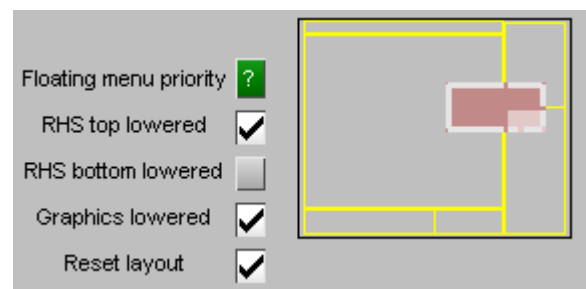 Floating menu priority ?
RHS top lowered
RHS bottom lowered
Graphics lowered
Reset layout